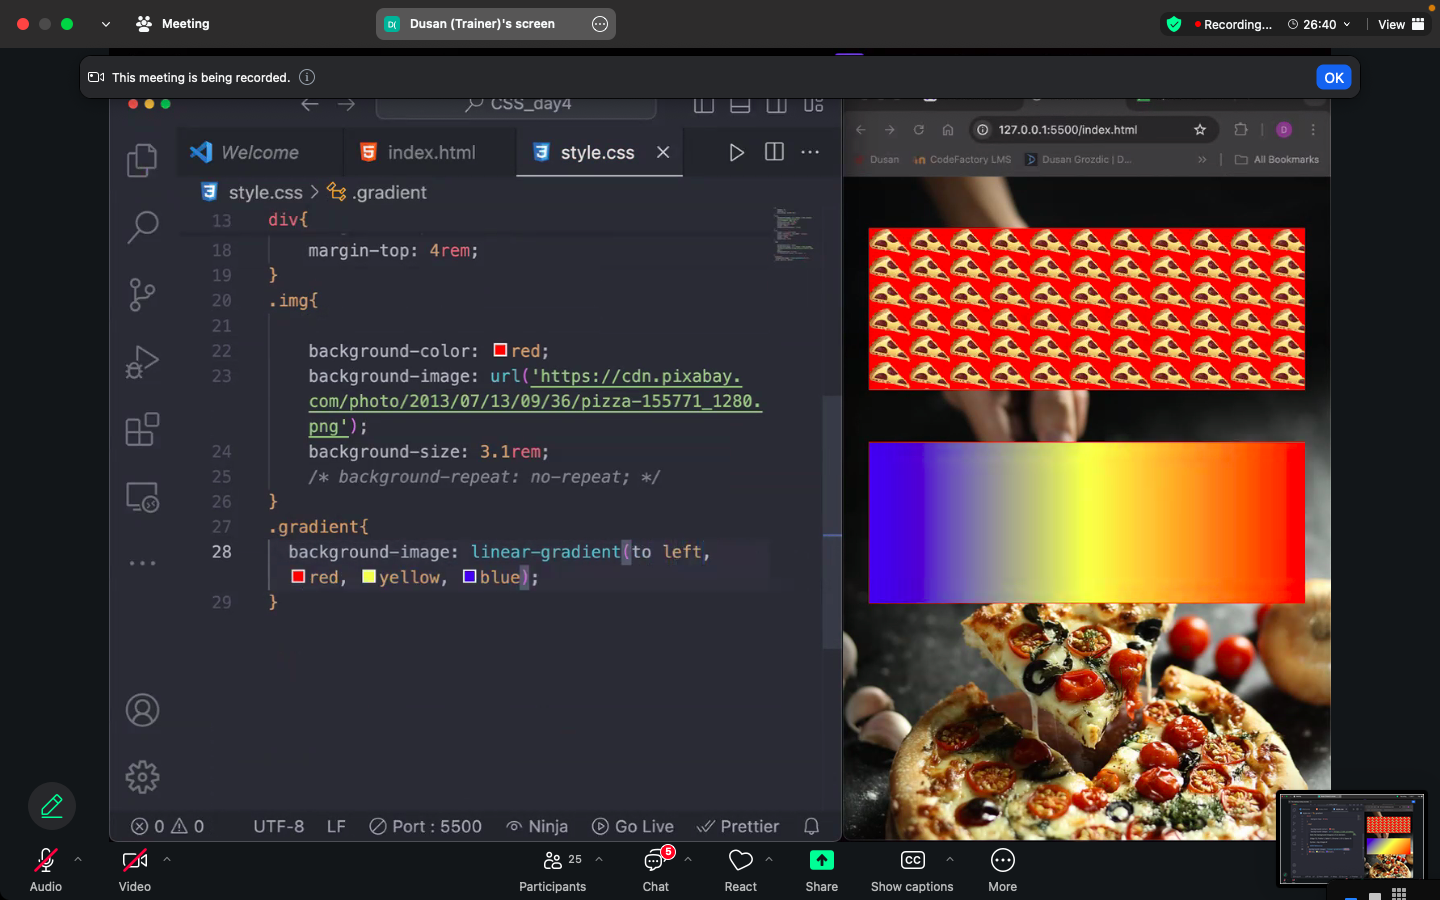 Meeting
D( Dusan (Trainer)'s screen
Recording...
26:40
View
This meeting is being recorded.
OK
CSS_day4
Welcome
index.html
style.css
style.css > .gradient
13 div{
18 margin-top: 4rem;
19 }
20 .img{
21
22 background-color: red;
23 background-image: url('https://cdn.pixabay.
com/photo/2013/07/13/09/36/pizza-155771_1280.
png');
24 background-size: 3.1rem;
25 /* background-repeat: no-repeat; */
26 }
27 .gradient{
28 background-image: linear-gradient(to left,
red, yellow, blue);
29 }
0 0 UTF-8 LF Port : 5500 Ninja Go Live Prettier
127.0.0.1:5500/index.html
D
Dusan CodeFactory LMS Dusan Grozdic | D... » All Bookmarks
Audio
Video
25
Participants
5
Chat
React
Share
CC
Show captions
More